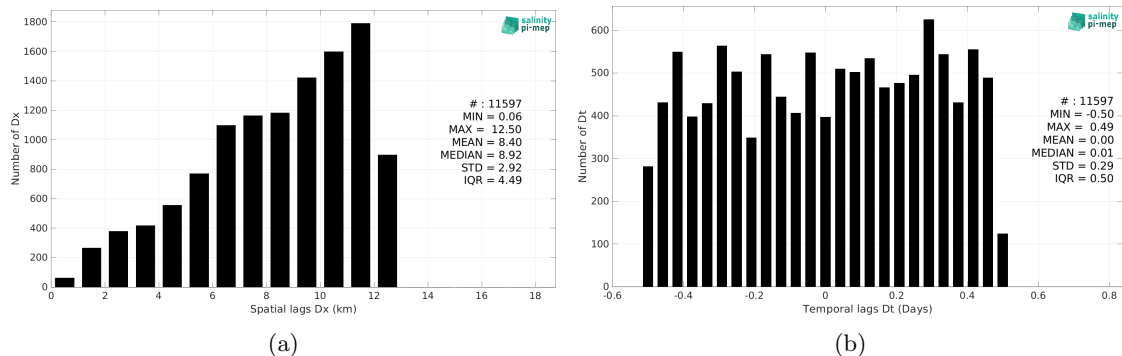 1800
1600
1400
1200
1000
800
600
400
200
0
Number of Dx
0 2 4 6 8 10 12 14 16 18
Spatial lags Dx (km)
salinity
pi-mep
# : 11597
MIN = 0.06
MAX = 12.50
MEAN = 8.40
MEDIAN = 8.92
STD = 2.92
IQR = 4.49
(a)
600
500
400
300
200
100
0
Number of Dt
-0.6 -0.4 -0.2 0 0.2 0.4 0.6 0.8
Temporal lags Dt (Days)
salinity
pi-mep
# : 11597
MIN = -0.50
MAX = 0.49
MEAN = 0.00
MEDIAN = 0.01
STD = 0.29
IQR = 0.50
(b)